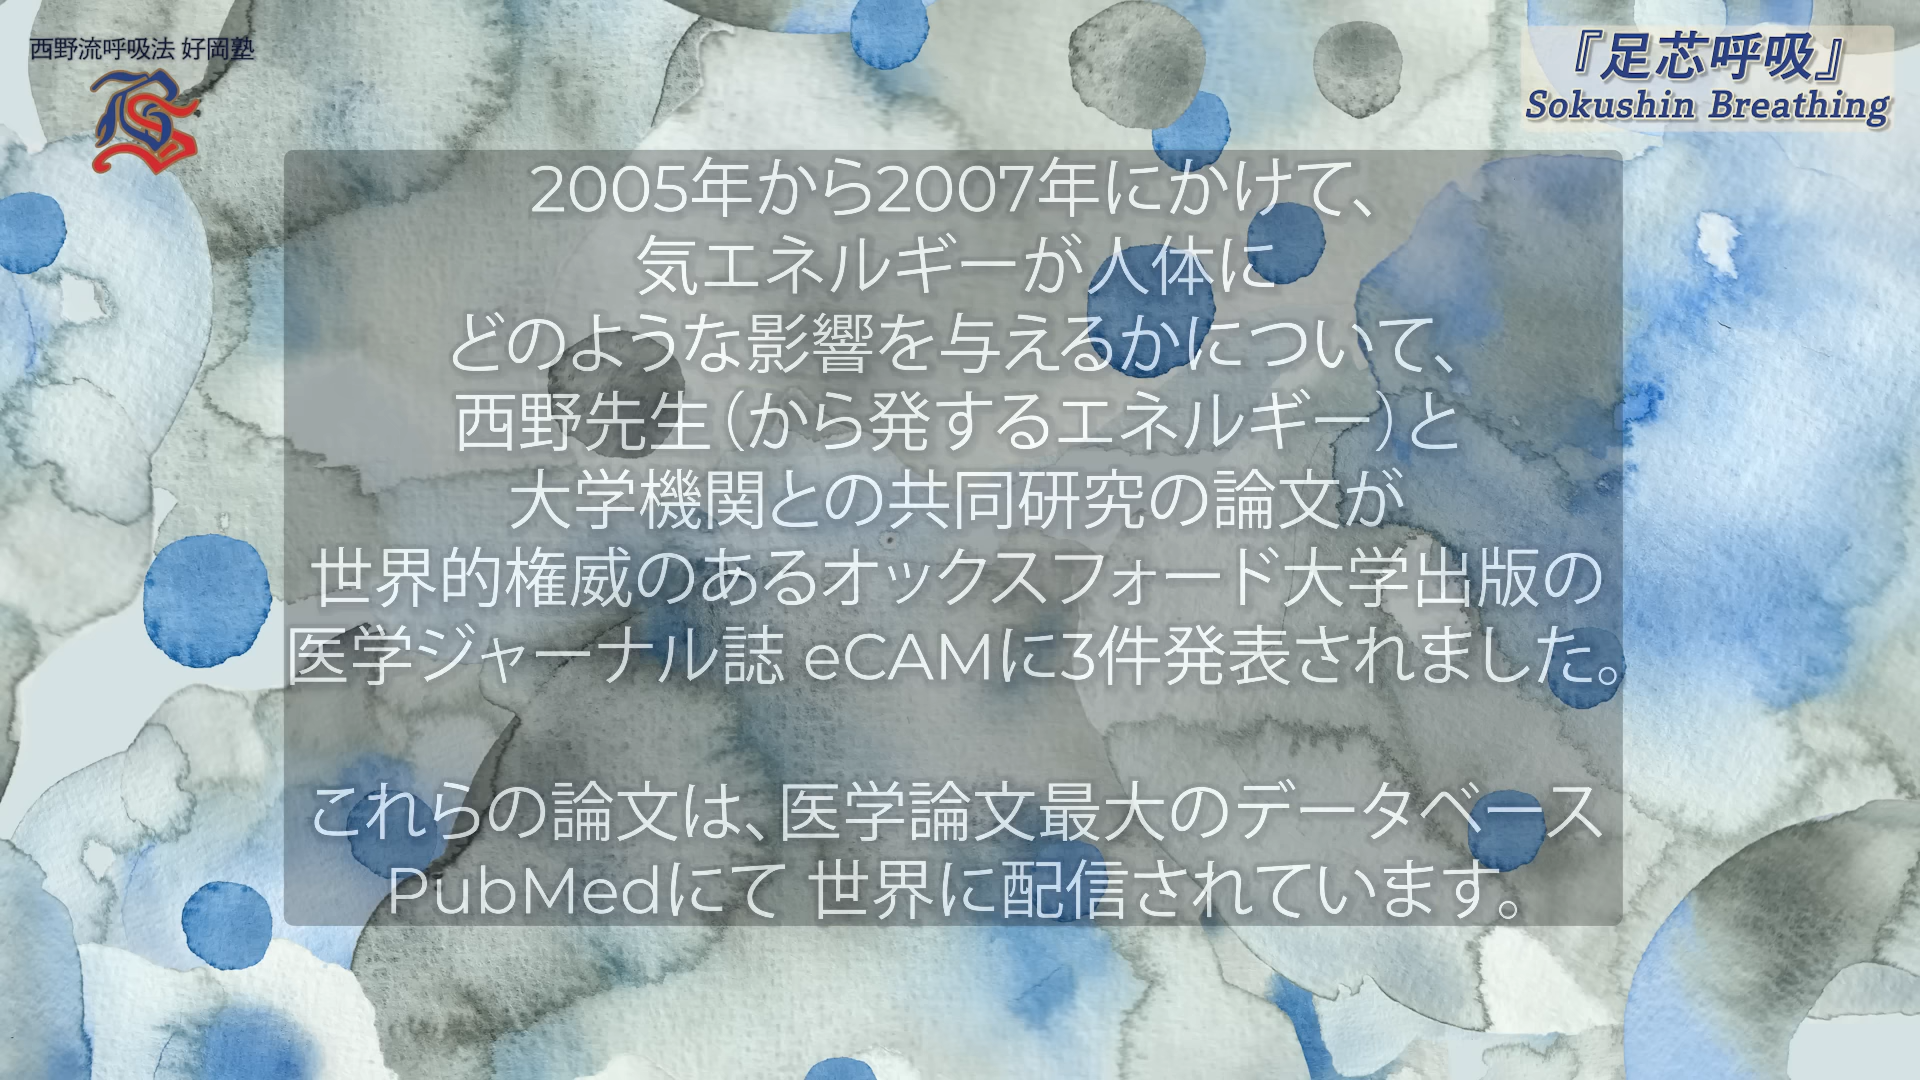 西野流呼吸法 好岡塾
『足芯呼吸』
Sokushin Breathing
2005年から2007年にかけて、
気エネルギーが人体に
どのような影響を与えるかについて、
西野先生（から発するエネルギー）と
大学機関との共同研究の論文が
世界的権威のあるオックスフォード大学出版の
医学ジャーナル誌 eCAMに3件発表されました。
これらの論文は、医学論文最大のデータベース
PubMedにて 世界に配信されています。